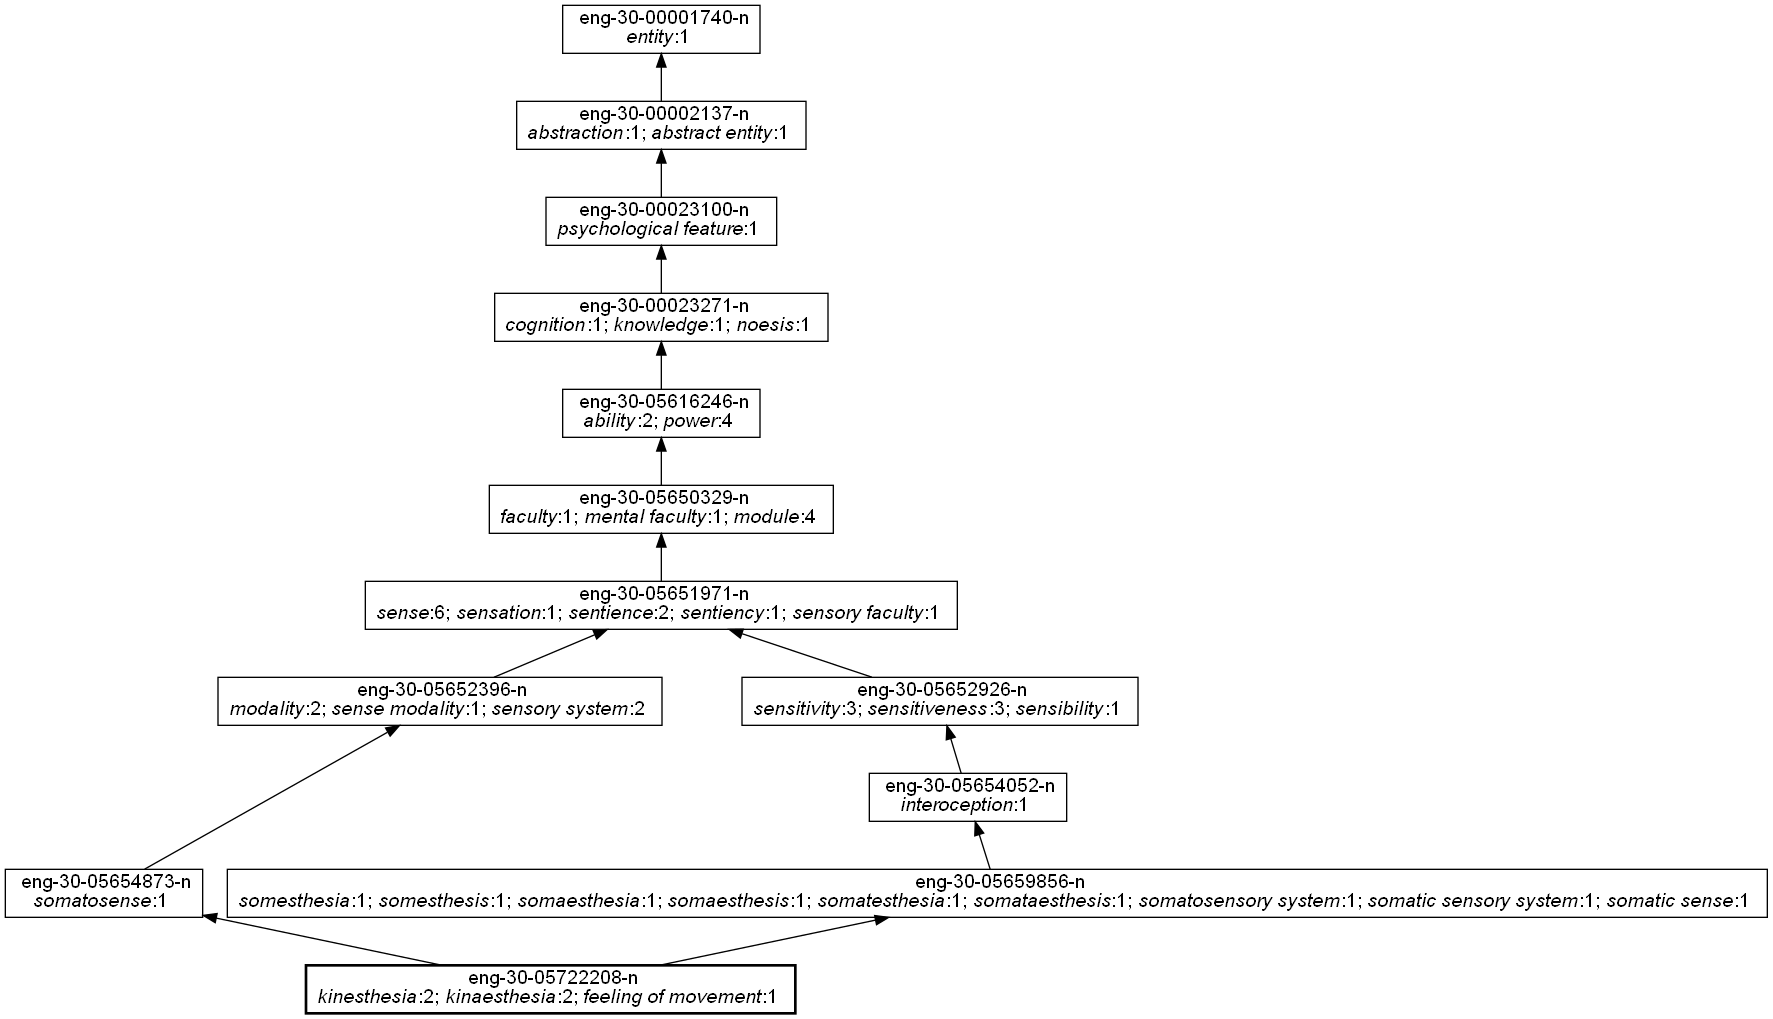 eng-30-00001740-n
entity:1
eng-30-00002137-n
abstraction:1; abstract entity:1
eng-30-00023100-n
psychological feature:1
eng-30-00023271-n
cognition:1; knowledge:1; noesis:1
eng-30-05616246-n
ability:2; power:4
eng-30-05650329-n
faculty:1; mental faculty:1; module:4
eng-30-05651971-n
sense:6; sensation:1; sentience:2; sentiency:1; sensory faculty:1
eng-30-05652396-n
modality:2; sense modality:1; sensory system:2
eng-30-05652926-n
sensitivity:3; sensitiveness:3; sensibility:1
eng-30-05654052-n
interoception:1
eng-30-05654873-n
somatosense:1
eng-30-05659856-n
somesthesia:1; somesthesis:1; somaesthesia:1; somaesthesis:1; somatesthesia:1; somataesthesis:1; somatosensory system:1; somatic sensory system:1; somatic sense:1
eng-30-05722208-n
kinesthesia:2; kinaesthesia:2; feeling of movement:1